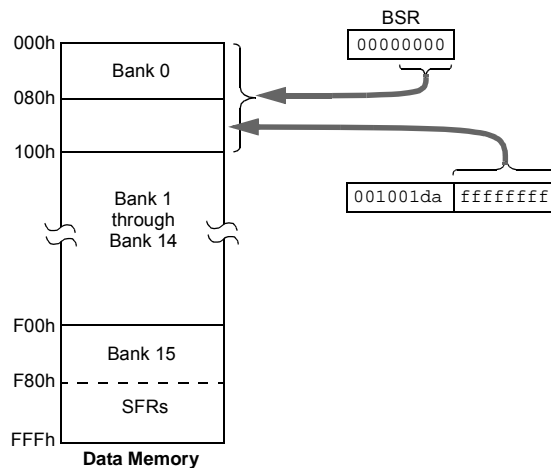 BSR
00000000
000h
Bank 0
080h
100h
001001da ffffffff
Bank 1
through
Bank 14
F00h
Bank 15
F80h
SFRs
FFFh
Data Memory